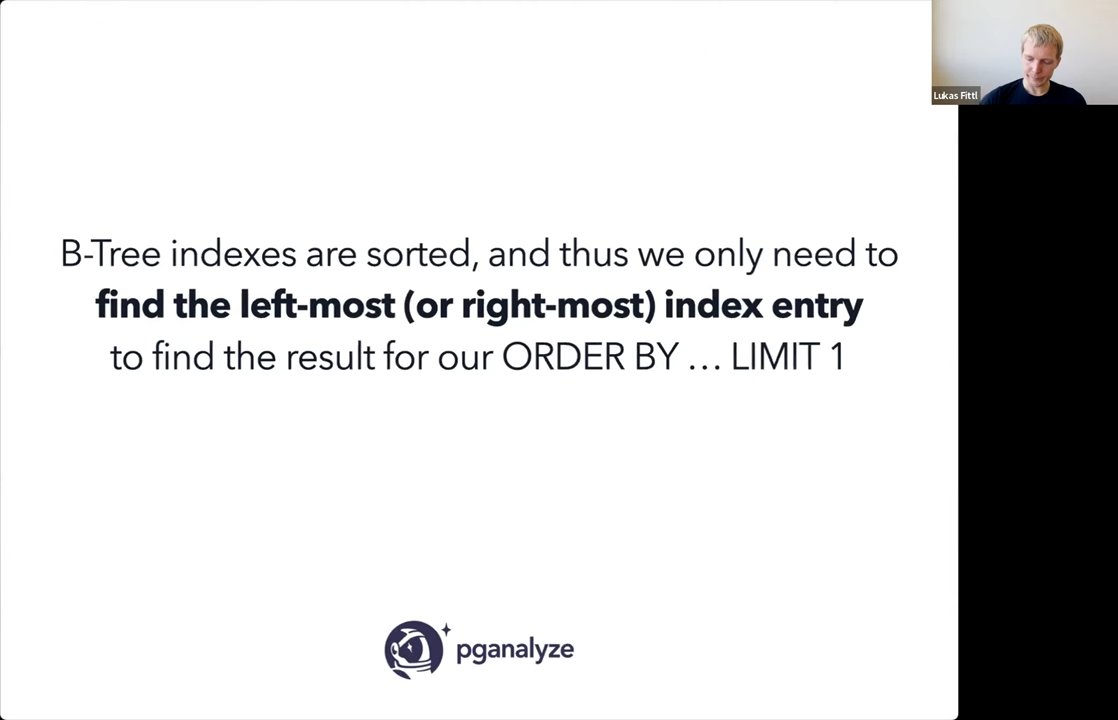 Lukas Fittl
B-Tree indexes are sorted, and thus we only need to
find the left-most (or right-most) index entry
to find the result for our ORDER BY … LIMIT 1
pganalyze